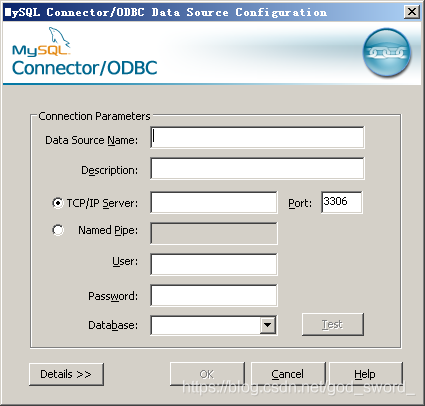 MySQL Connector/ODBC Data Source Configuration
MySQL
Connector/ODBC
Connection Parameters
Data Source Name:
Description:
TCP/IP Server:
Port: 3306
Named Pipe:
User:
Password:
Database:
Test
Details >>
OK
Cancel
Help
https://blog.csdn.net/god_sword_